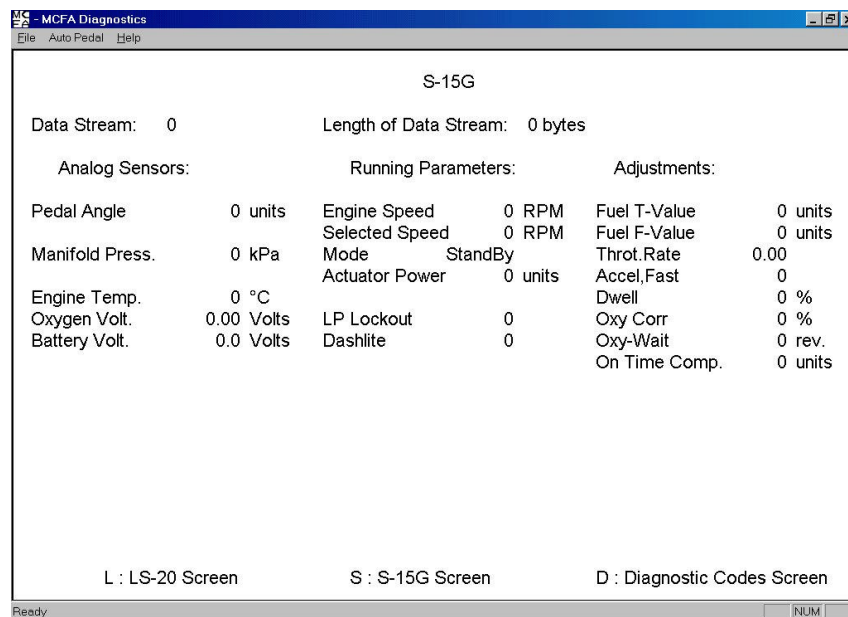 MCFA - MCFA Diagnostics
File Auto Pedal Help
S-15G
Data Stream: 0 Length of Data Stream: 0 bytes
Analog Sensors: Running Parameters: Adjustments:
Pedal Angle 0 units Engine Speed 0 RPM Fuel T-Value 0 units
Selected Speed 0 RPM Fuel F-Value 0 units
Manifold Press. 0 kPa Mode StandBy Throt.Rate 0.00
Actuator Power 0 units Accel,Fast 0
Engine Temp. 0 °C Dwell 0 %
Oxygen Volt. 0.00 Volts LP Lockout 0 Oxy Corr 0 %
Battery Volt. 0.0 Volts Dashlite 0 Oxy-Wait 0 rev.
On Time Comp. 0 units
L : LS-20 Screen S : S-15G Screen D : Diagnostic Codes Screen
Ready NUM